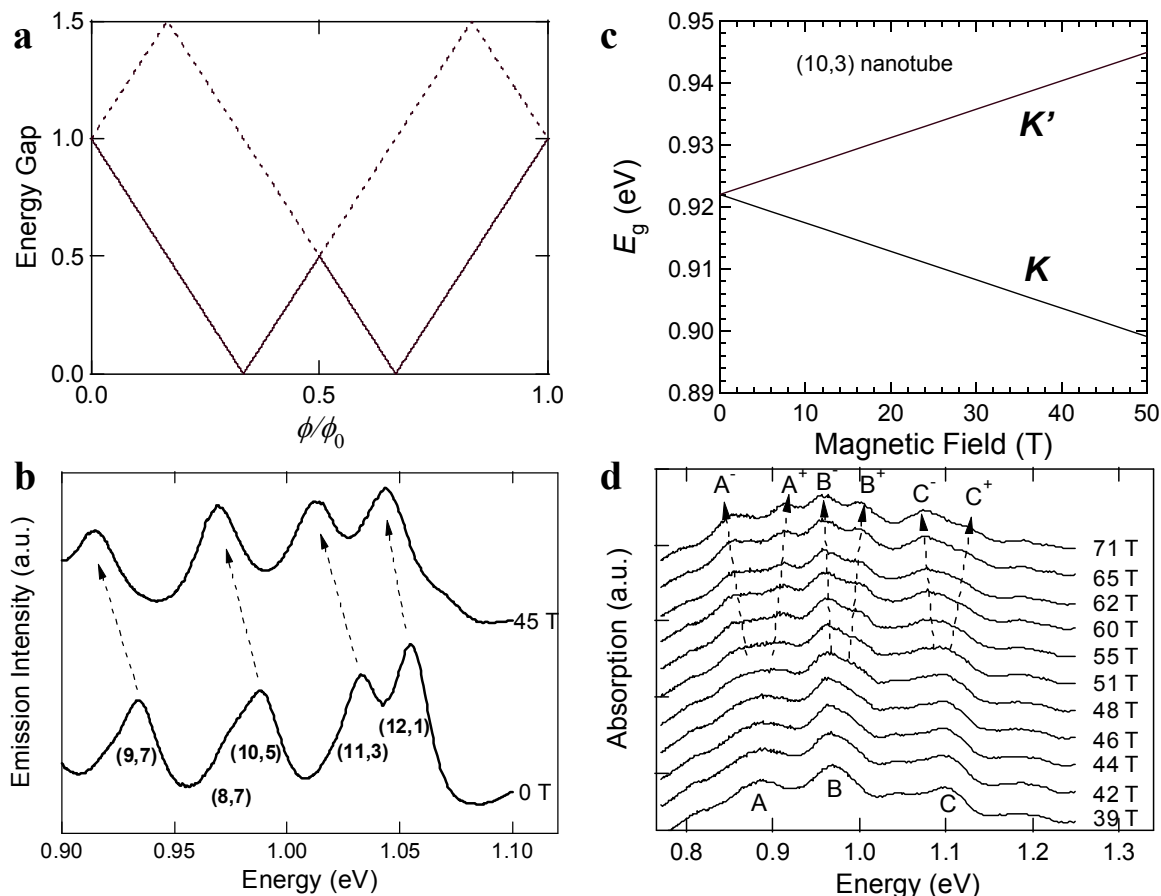 a
1.5
1.0
0.5
0.0
Energy Gap
0.0
0.5
1.0
ϕ/ϕ0
c
0.95
0.94
0.93
0.92
0.91
0.90
0.89
Eg (eV)
(10,3) nanotube
K'
K
0
10
20
30
40
50
Magnetic Field (T)
b
Emission Intensity (a.u.)
45 T
(9,7)
(10,5)
(8,7)
(11,3)
(12,1)
0 T
0.90
0.95
1.00
1.05
1.10
Energy (eV)
d
Absorption (a.u.)
A- A+ B- B+ C- C+
71 T
65 T
62 T
60 T
55 T
51 T
48 T
46 T
44 T
42 T
39 T
A B C
0.8
0.9
1.0
1.1
1.2
1.3
Energy (eV)